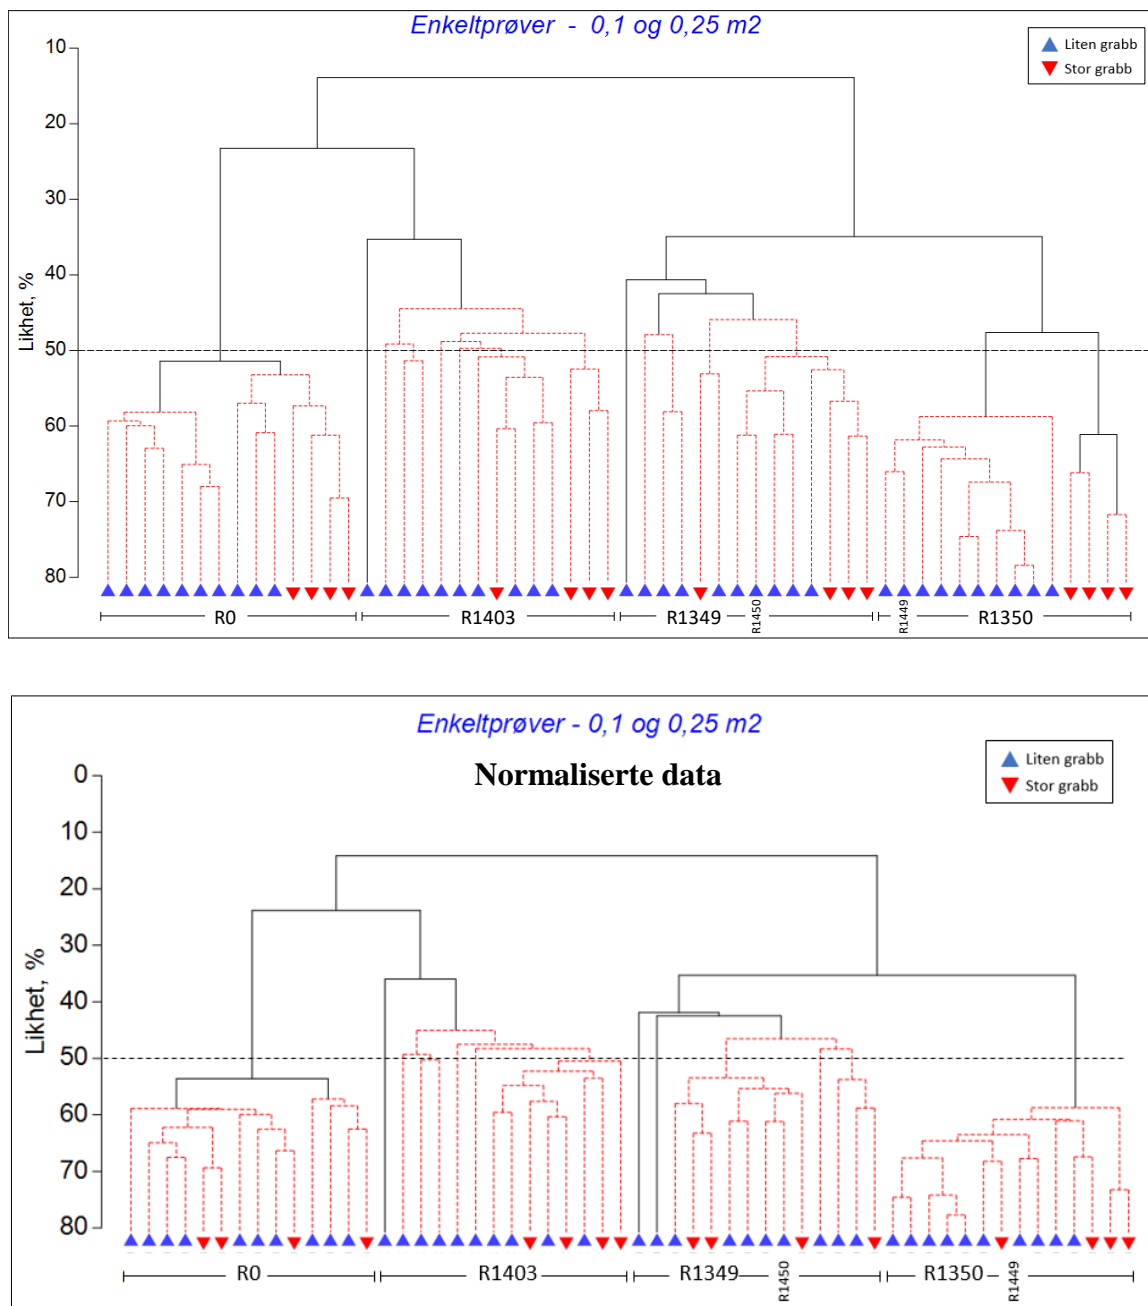 Enkeltprøver - 0,1 og 0,25 m2
Liten grabb
Stor grabb
Likhet, %
10
20
30
40
50
60
70
80
R0
R1403
R1349
R1450
R1449
R1350
Enkeltprøver - 0,1 og 0,25 m2
Normaliserte data
Liten grabb
Stor grabb
Likhet, %
0
10
20
30
40
50
60
70
80
R0
R1403
R1349
R1450
R1350
R1449